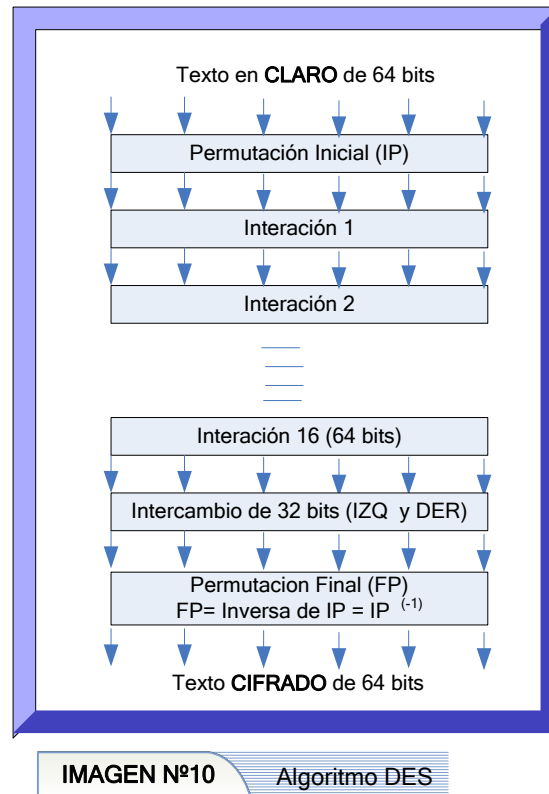 Texto en CLARO de 64 bits
Permutación Inicial (IP)
Interación 1
Interación 2
Interación 16 (64 bits)
Intercambio de 32 bits (IZQ y DER)
Permutacion Final (FP)
FP= Inversa de IP = IP (-1)
Texto CIFRADO de 64 bits
IMAGEN Nº10
Algoritmo DES